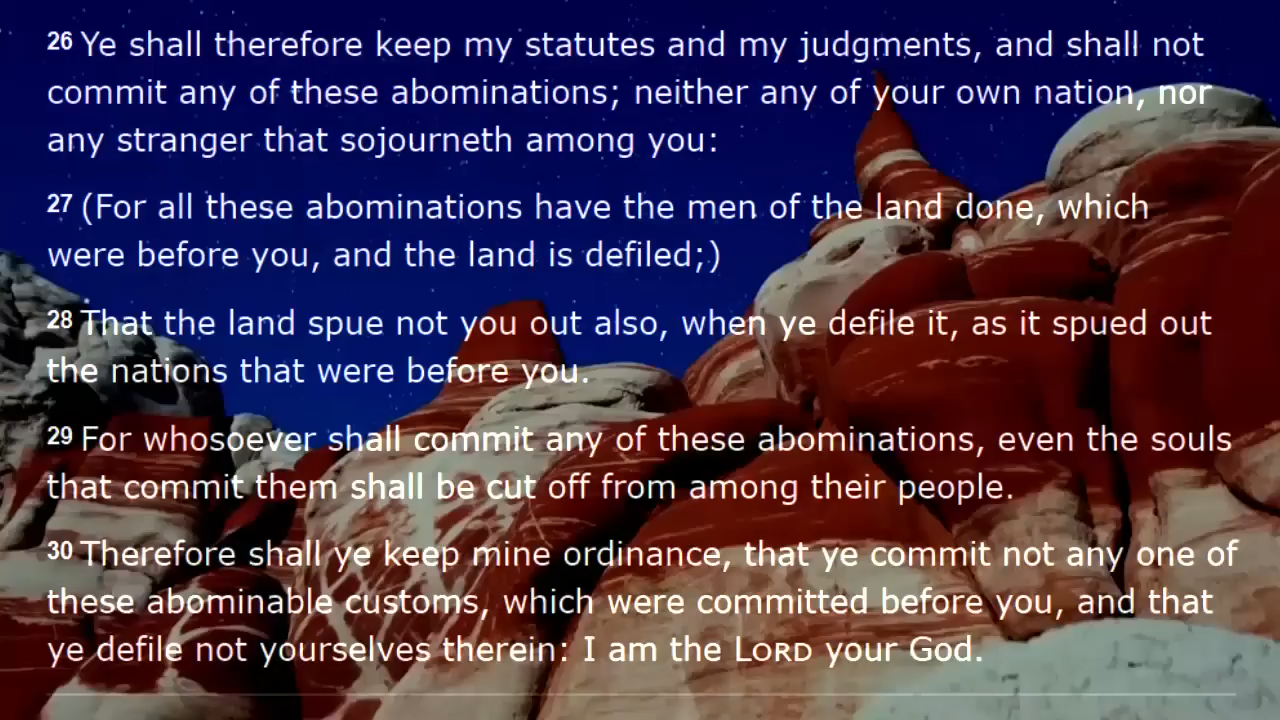 26 Ye shall therefore keep my statutes and my judgments, and shall not
commit any of these abominations; neither any of your own nation, nor
any stranger that sojourneth among you:
27 (For all these abominations have the men of the land done, which
were before you, and the land is defiled;)
28 That the land spue not you out also, when ye defile it, as it spued out
the nations that were before you.
29 For whosoever shall commit any of these abominations, even the souls
that commit them shall be cut off from among their people.
30 Therefore shall ye keep mine ordinance, that ye commit not any one of
these abominable customs, which were committed before you, and that
ye defile not yourselves therein: I am the LORD your God.